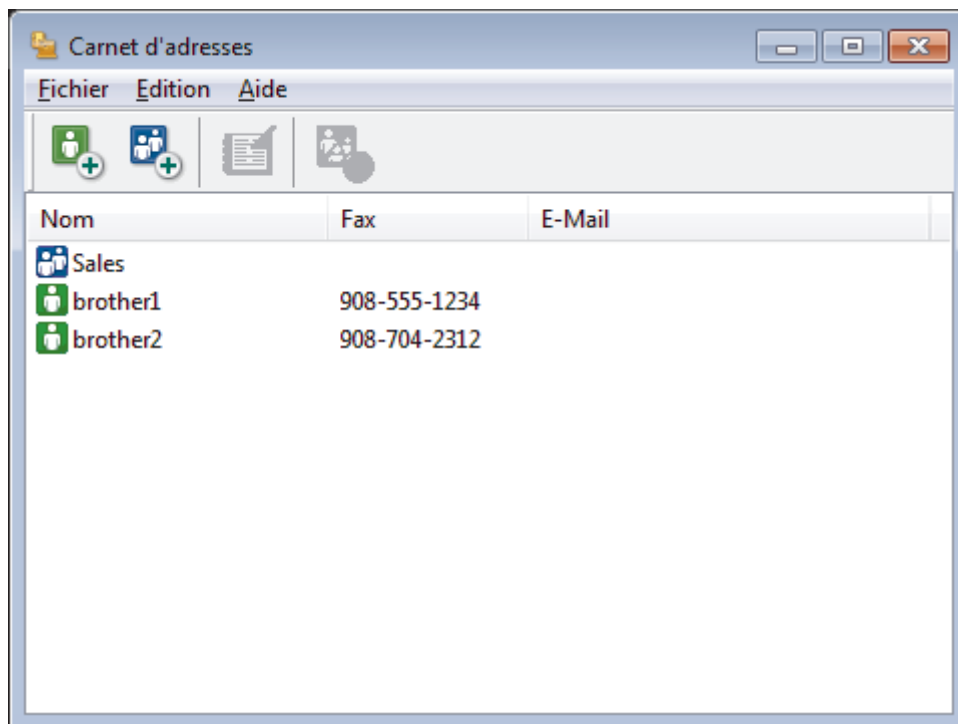 Carnet d'adresses
Fichier Edition Aide
Nom Fax E-Mail
Sales
brother1 908-555-1234
brother2 908-704-2312